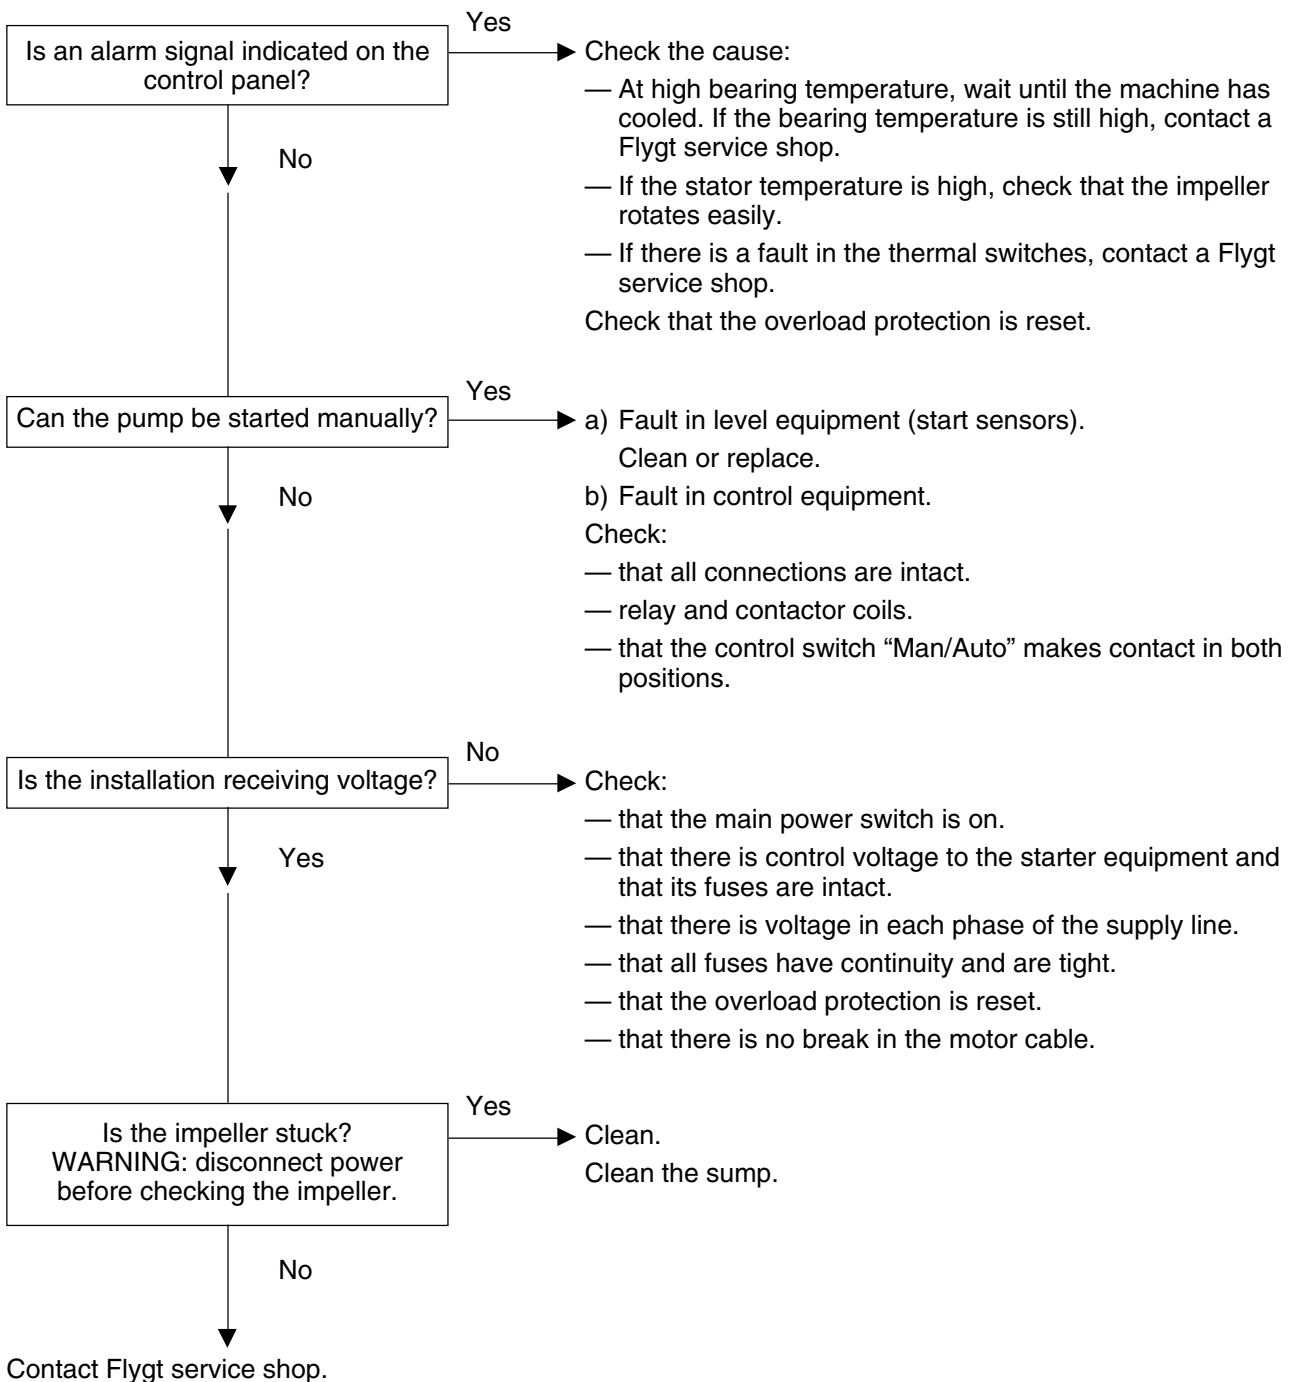 Is an alarm signal indicated on the
control panel?
Yes
Check the cause:
— At high bearing temperature, wait until the machine has
cooled. If the bearing temperature is still high, contact a
Flygt service shop.
— If the stator temperature is high, check that the impeller
rotates easily.
— If there is a fault in the thermal switches, contact a Flygt
service shop.
Check that the overload protection is reset.
No
Can the pump be started manually?
Yes
a) Fault in level equipment (start sensors).
Clean or replace.
b) Fault in control equipment.
Check:
— that all connections are intact.
— relay and contactor coils.
— that the control switch “Man/Auto” makes contact in both
positions.
No
Is the installation receiving voltage?
No
Check:
— that the main power switch is on.
— that there is control voltage to the starter equipment and
that its fuses are intact.
— that there is voltage in each phase of the supply line.
— that all fuses have continuity and are tight.
— that the overload protection is reset.
— that there is no break in the motor cable.
Yes
Is the impeller stuck?
WARNING: disconnect power
before checking the impeller.
Yes
Clean.
Clean the sump.
No
Contact Flygt service shop.